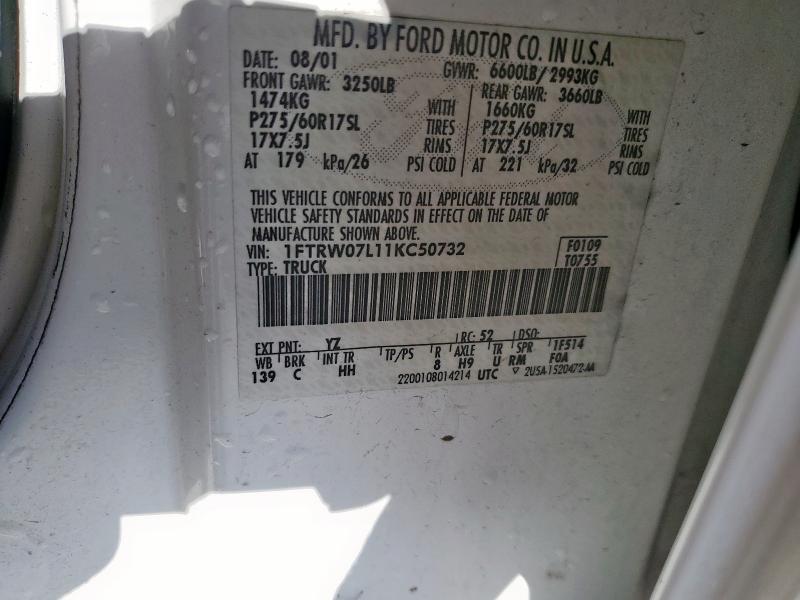 MFD. BY FORD MOTOR CO. IN U.S.A.
DATE: 08/01 GVWR: 6600LB/ 2993KG
FRONT GAWR: 3250LB REAR GAWR: 3660LB
1474KG WITH 1660KG WITH
P275/60R17SL TIRES P275/60R17SL TIRES
17X7.5J RIMS 17X7.5J RIMS
AT 179 kPa/26 PSI COLD AT 221 kPa/32 PSI COLD
THIS VEHICLE CONFORMS TO ALL APPLICABLE FEDERAL MOTOR
VEHICLE SAFETY STANDARDS IN EFFECT ON THE DATE OF
MANUFACTURE SHOWN ABOVE.
VIN: 1FTRW07L11KC50732 F0109
TYPE: TRUCK T0755
EXT PNT: YZ RC: 52 DSO:
WB BRK INT TR TP/PS R AXLE TR SPR 1F514
139 C HH 8 H9 U RM F0A
2200108014214 UTC 2U5A-1520472-AA